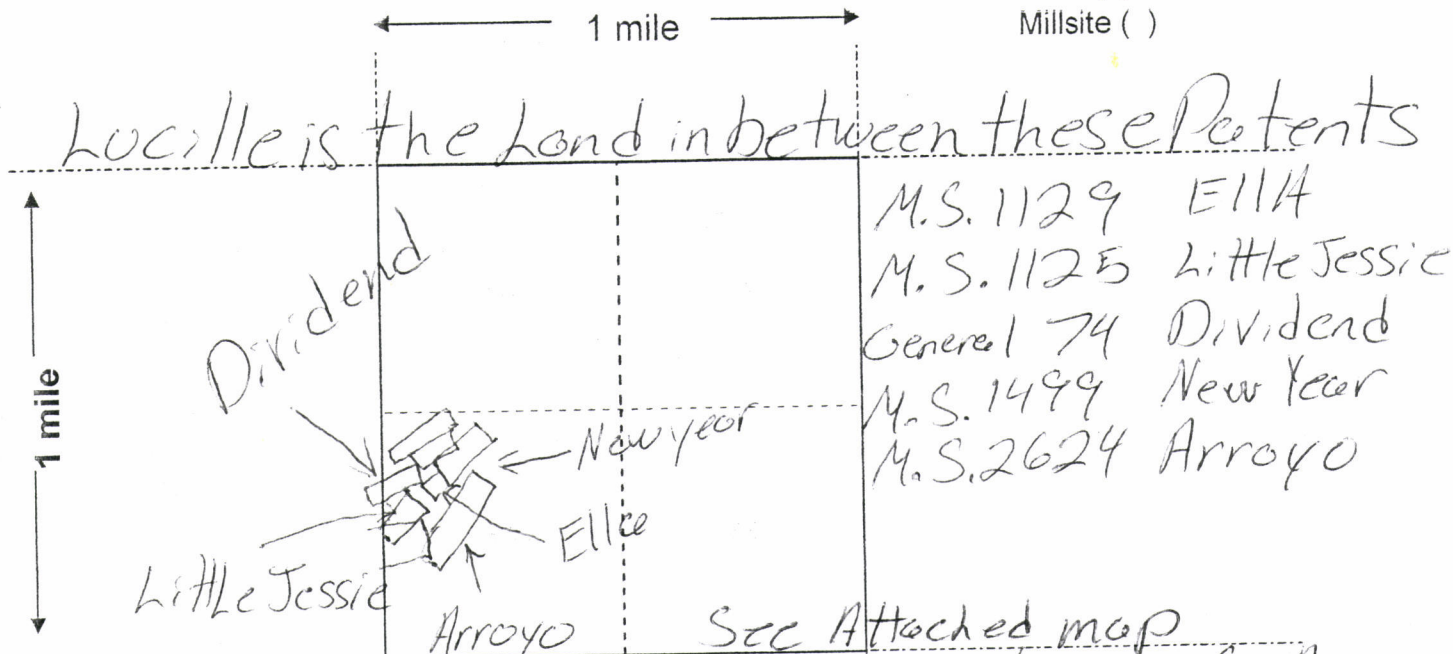 1 mile
Millsite ( )
Lucille is the Land in between these Patents
M.S. 1129 EllA
M.S. 1125 Little Jessie
General 74 Dividend
M.S. 1499 New Year
M.S. 2624 Arroyo
Dividend
1 mile
New year
Ella
Little Jessie
Arroyo
See Attached map